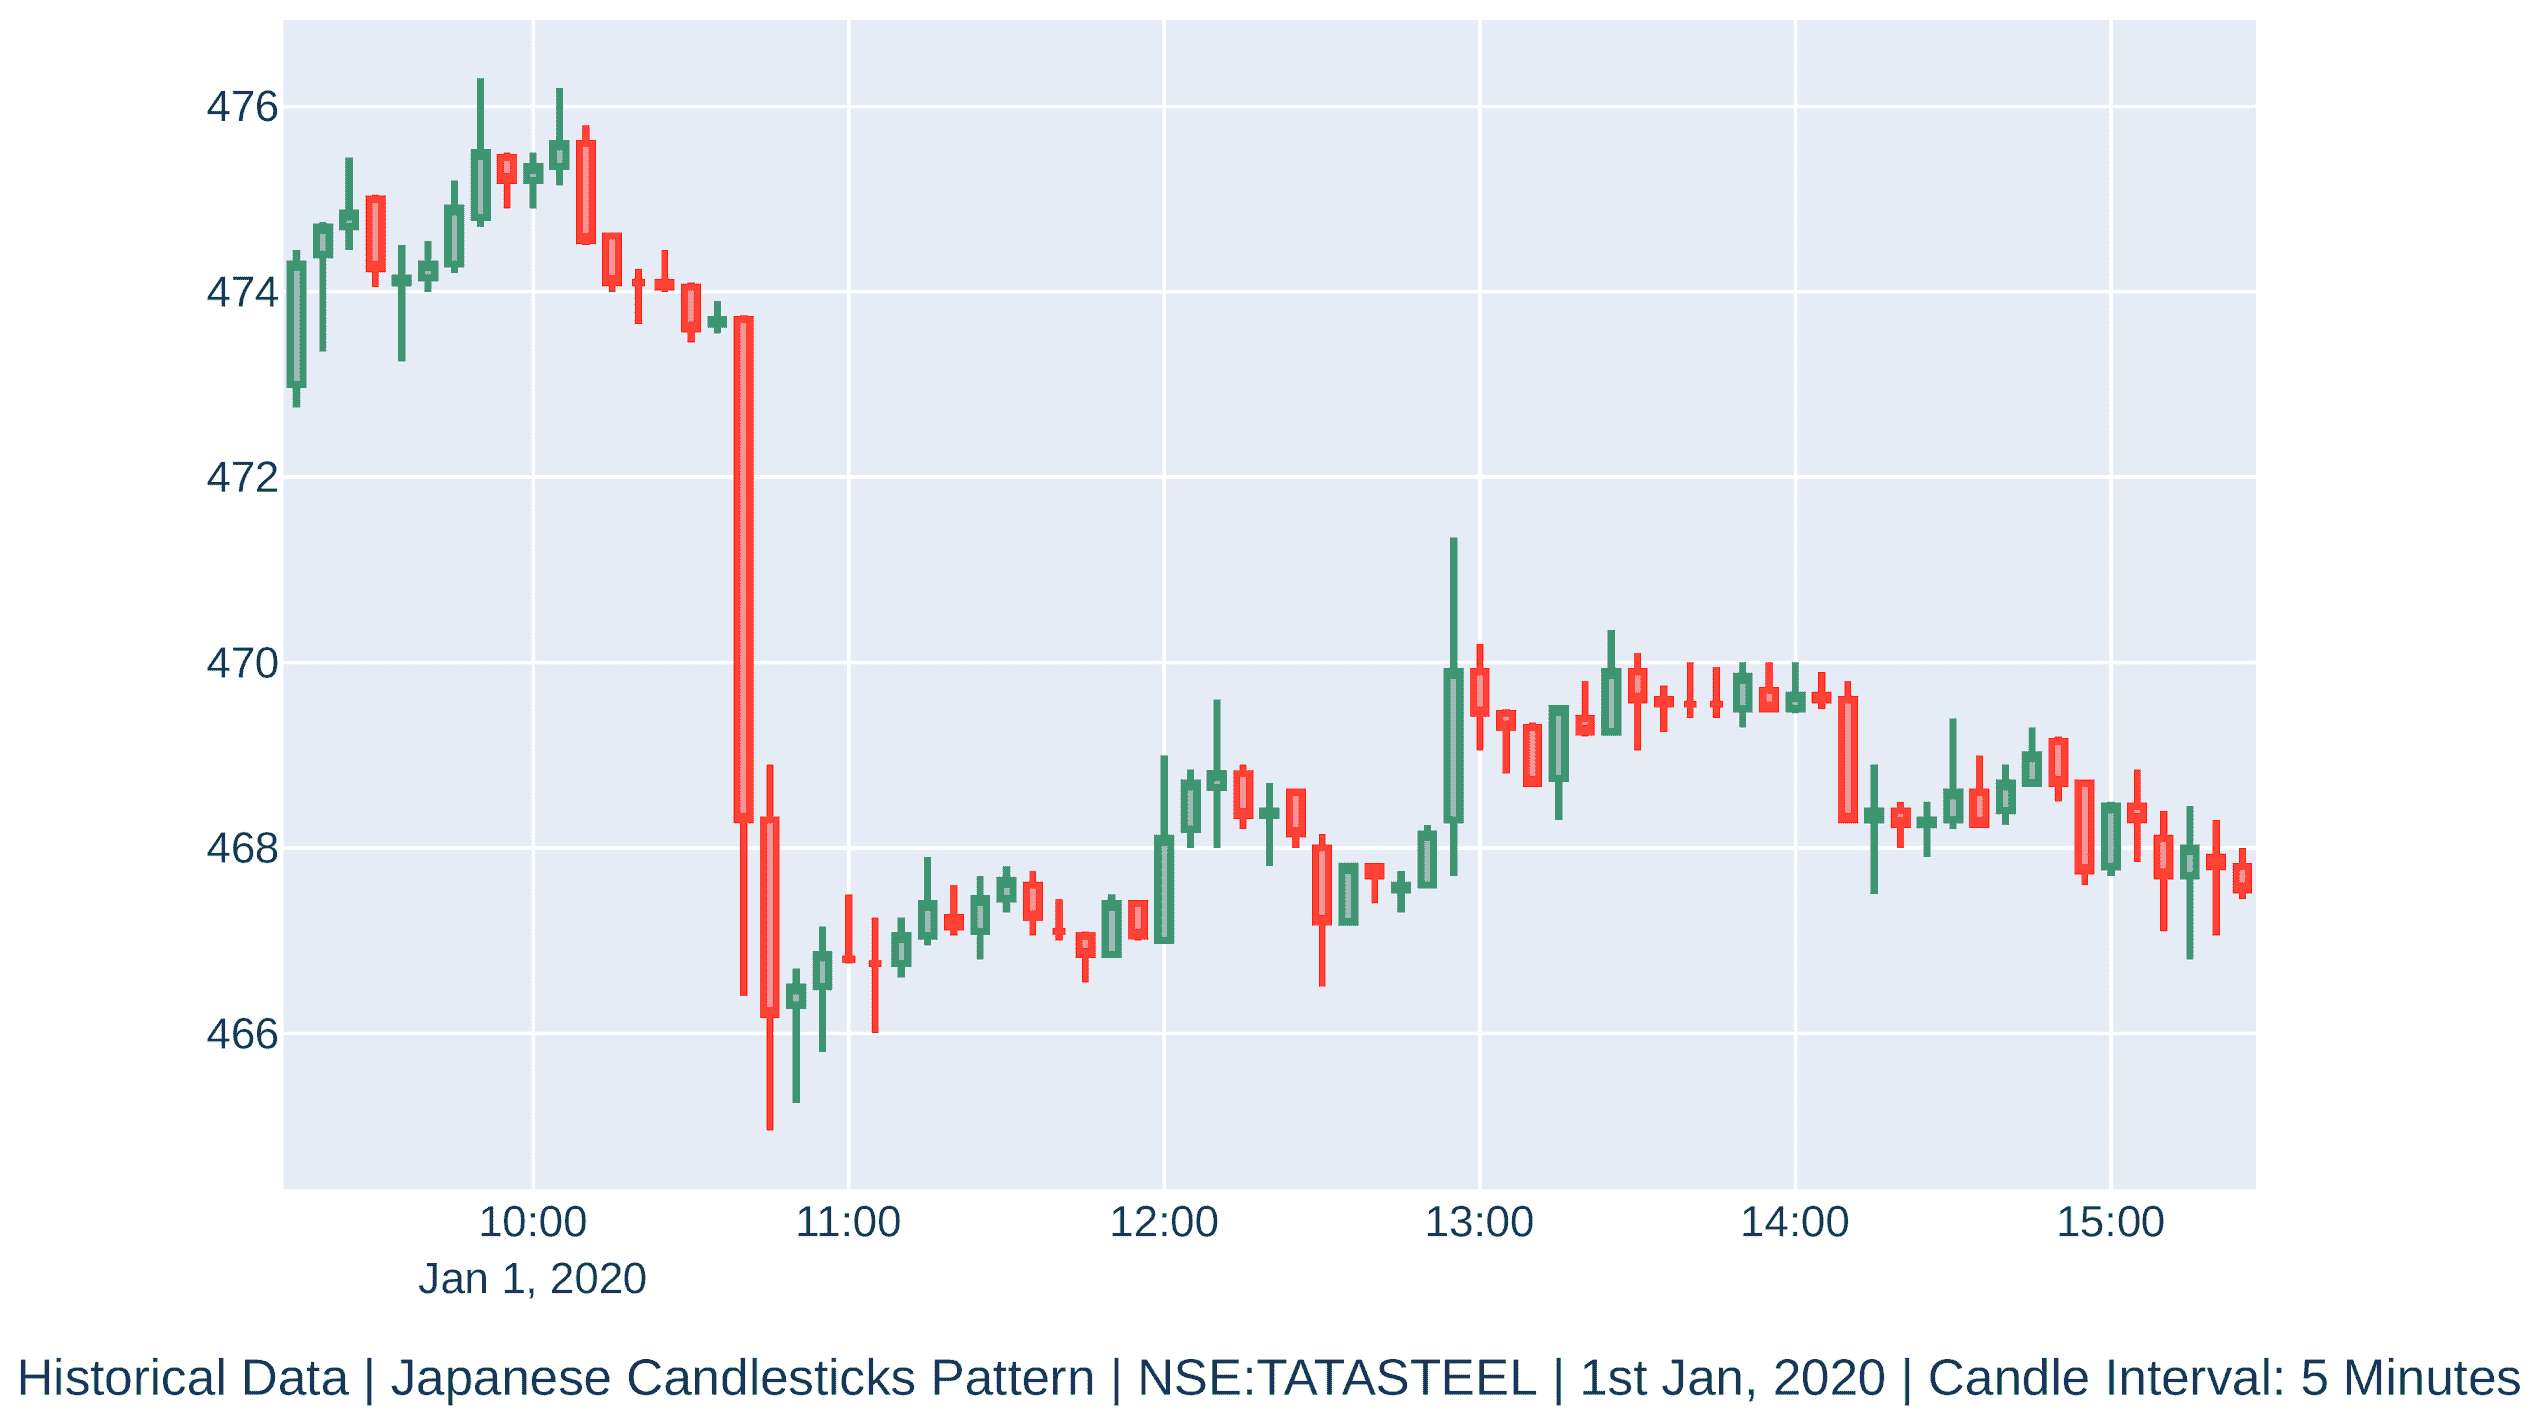 476
474
472
470
468
466
10:00 11:00 12:00 13:00 14:00 15:00
Jan 1, 2020
Historical Data | Japanese Candlesticks Pattern | NSE:TATASTEEL | 1st Jan, 2020 | Candle Interval: 5 Minutes